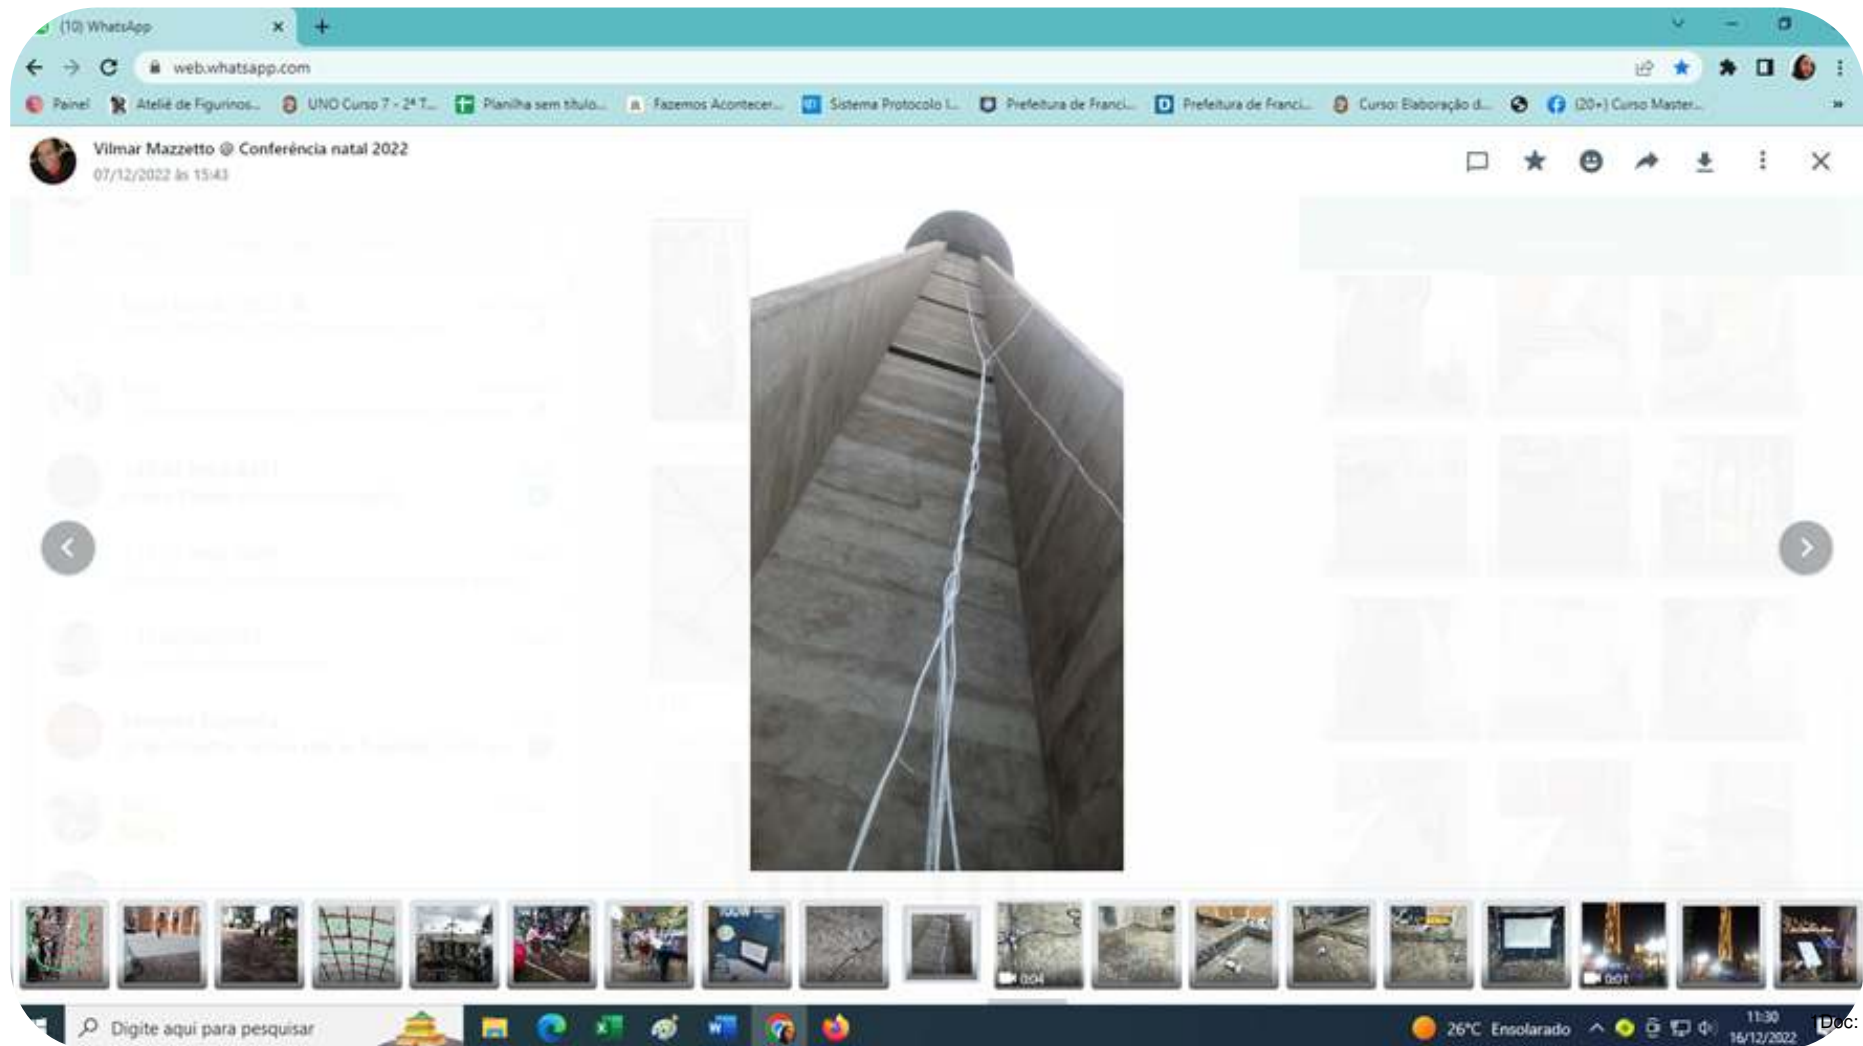 (10) WhatsApp
web.whatsapp.com
Painel
Ateliê de Figurinos...
UNO Curso 7 - 2ª T...
Planilha sem título...
Fazemos Acontecer...
Sistema Protocolo I...
Prefeitura de Franci...
Prefeitura de Franci...
Curso: Elaboração d...
(20+) Curso Master...
Vilmar Mazzetto @ Conferência natal 2022
07/12/2022 às 15:43
0:04
0:01
Digite aqui para pesquisar
26°C Ensolarado
11:30
16/12/2022
1Doc: